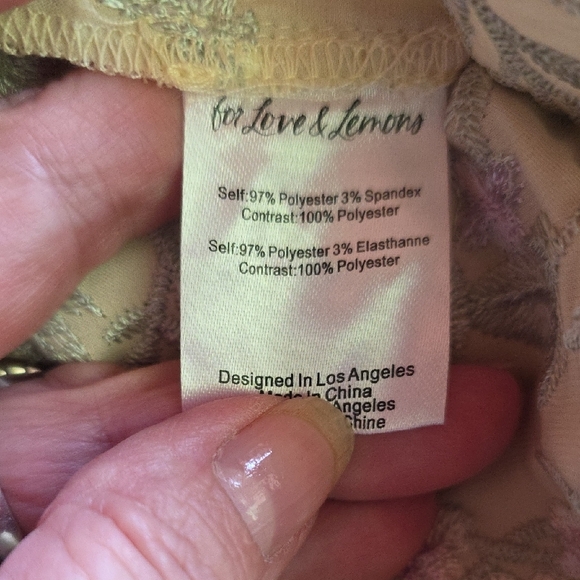 for Love & Lemons
Self:97% Polyester 3% Spandex
Contrast:100% Polyester
Self:97% Polyester 3% Elasthanne
Contrast:100% Polyester
Designed In Los Angeles
Made In China
Angeles
Chine